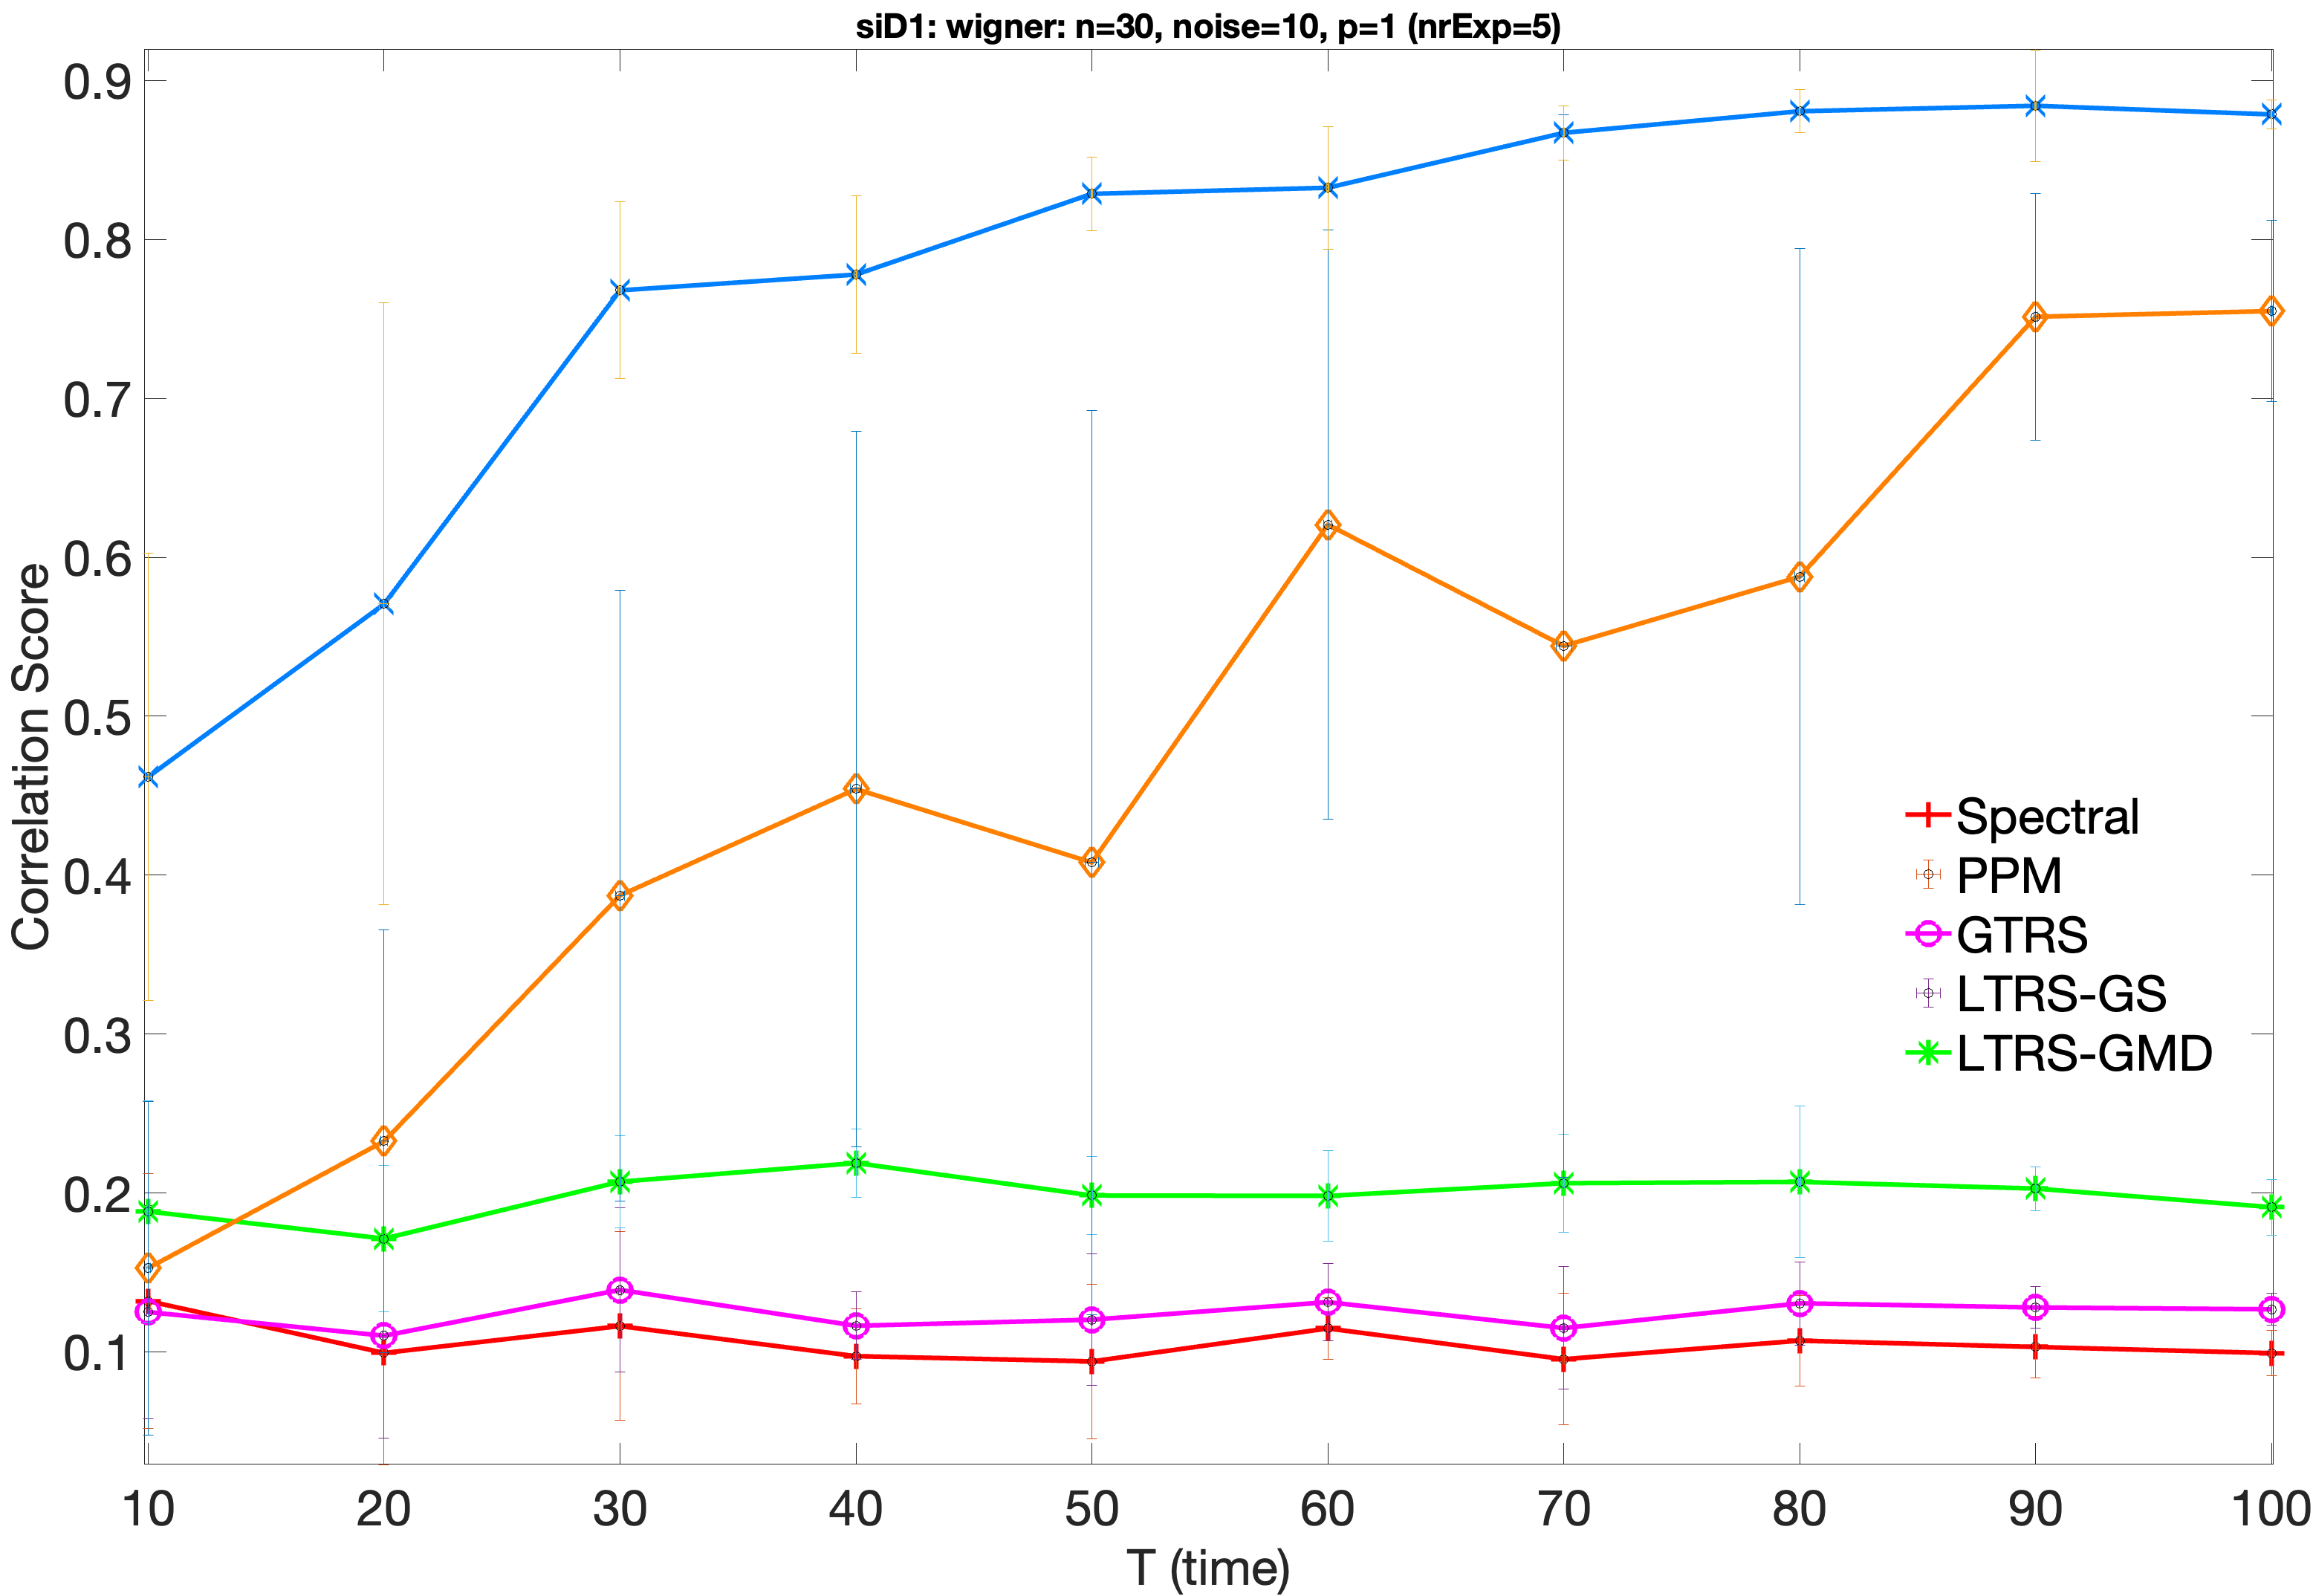 siD1: wigner: n=30, noise=10, p=1 (nrExp=5)
0.9
0.8
0.7
0.6
0.5
0.4
0.3
0.2
0.1
Correlation Score
Spectral
PPM
GTRS
LTRS-GS
LTRS-GMD
10 20 30 40 50 60 70 80 90 100
T (time)